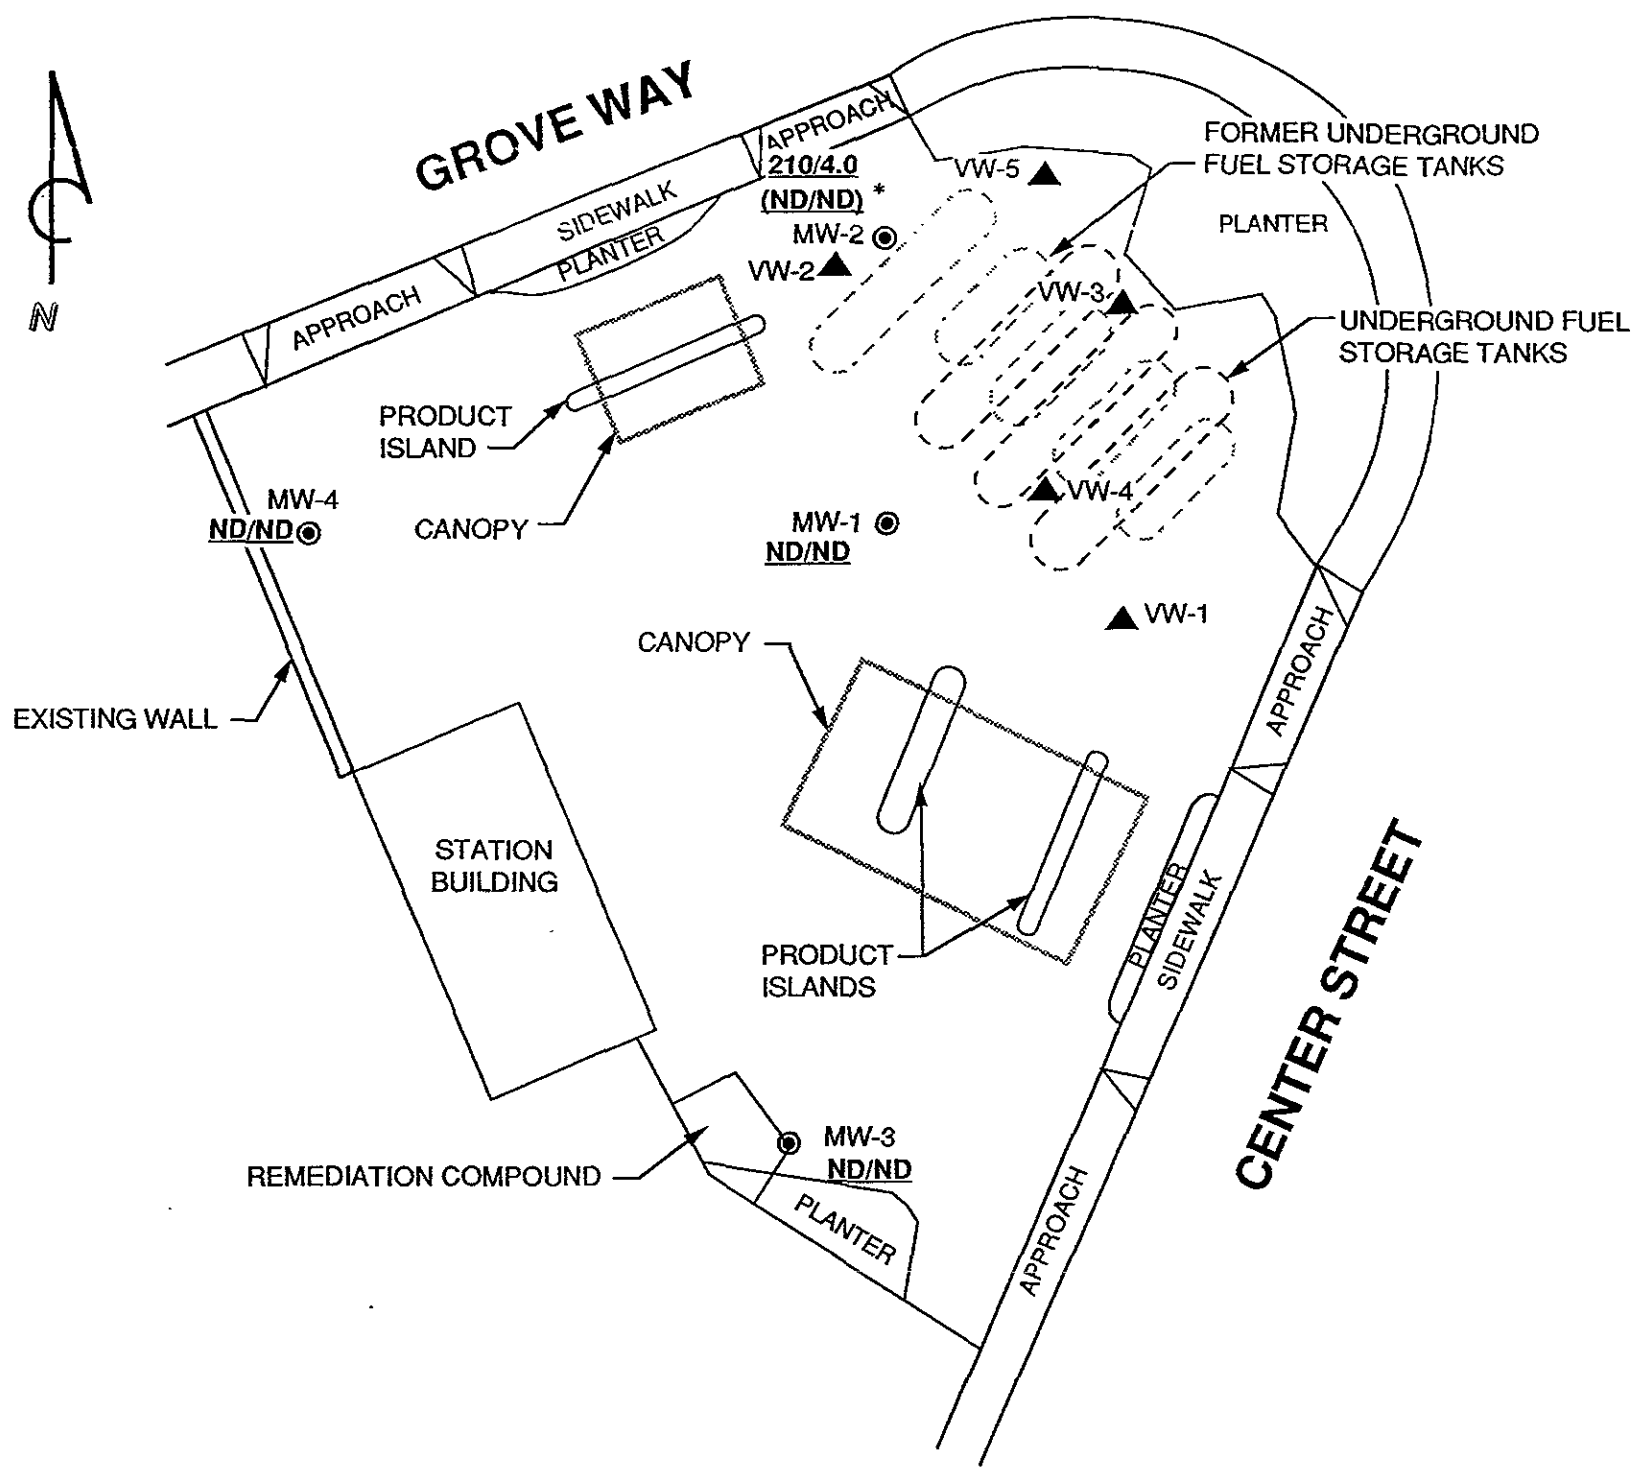 GROVE WAY
APPROACH
210/4.0
(ND/ND) *
FORMER UNDERGROUND
FUEL STORAGE TANKS
VW-5
SIDEWALK
PLANTER
PLANTER
MW-2
VW-2
VW-3
APPROACH
N
UNDERGROUND FUEL
STORAGE TANKS
PRODUCT
ISLAND
MW-4
ND/ND
CANOPY
VW-4
MW-1
ND/ND
VW-1
CANOPY
APPROACH
EXISTING WALL
STATION
BUILDING
PLANTER
SIDEWALK
PRODUCT
ISLANDS
CENTER STREET
MW-3
ND/ND
REMEDIATION COMPOUND
PLANTER
APPROACH